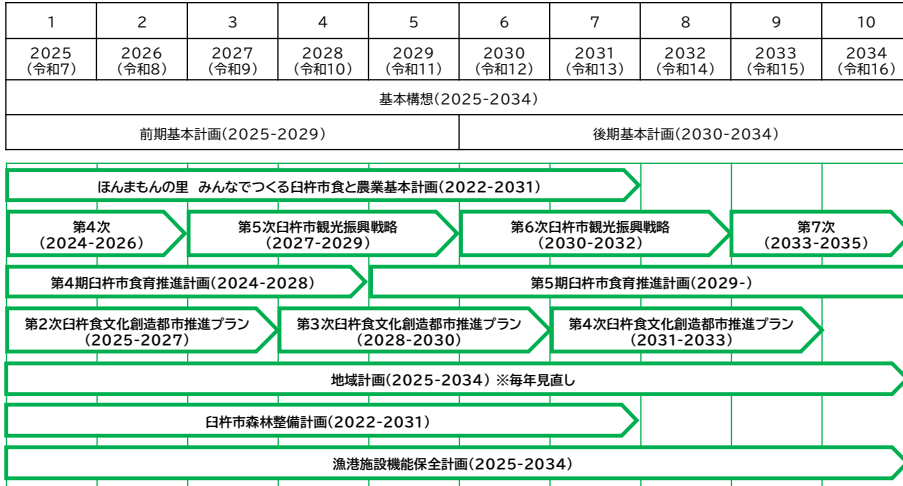 1 2 3 4 5 6 7 8 9 10
2025 2026 2027 2028 2029 2030 2031 2032 2033 2034
(令和7) (令和8) (令和9) (令和10) (令和11) (令和12) (令和13) (令和14) (令和15) (令和16)
基本構想(2025-2034)
前期基本計画(2025-2029) 後期基本計画(2030-2034)
ほんまもんの里 みんなでつくる臼杵市食と農業基本計画(2022-2031)
第4次 第5次臼杵市観光振興戦略 第6次臼杵市観光振興戦略 第7次
(2024-2026) (2027-2029) (2030-2032) (2033-2035)
第4期臼杵市食育推進計画(2024-2028) 第5期臼杵市食育推進計画(2029-)
第2次臼杵食文化創造都市推進プラン 第3次臼杵食文化創造都市推進プラン 第4次臼杵食文化創造都市推進プラン
(2025-2027) (2028-2030) (2031-2033)
地域計画(2025-2034) ※毎年見直し
臼杵市森林整備計画(2022-2031)
漁港施設機能保全計画(2025-2034)